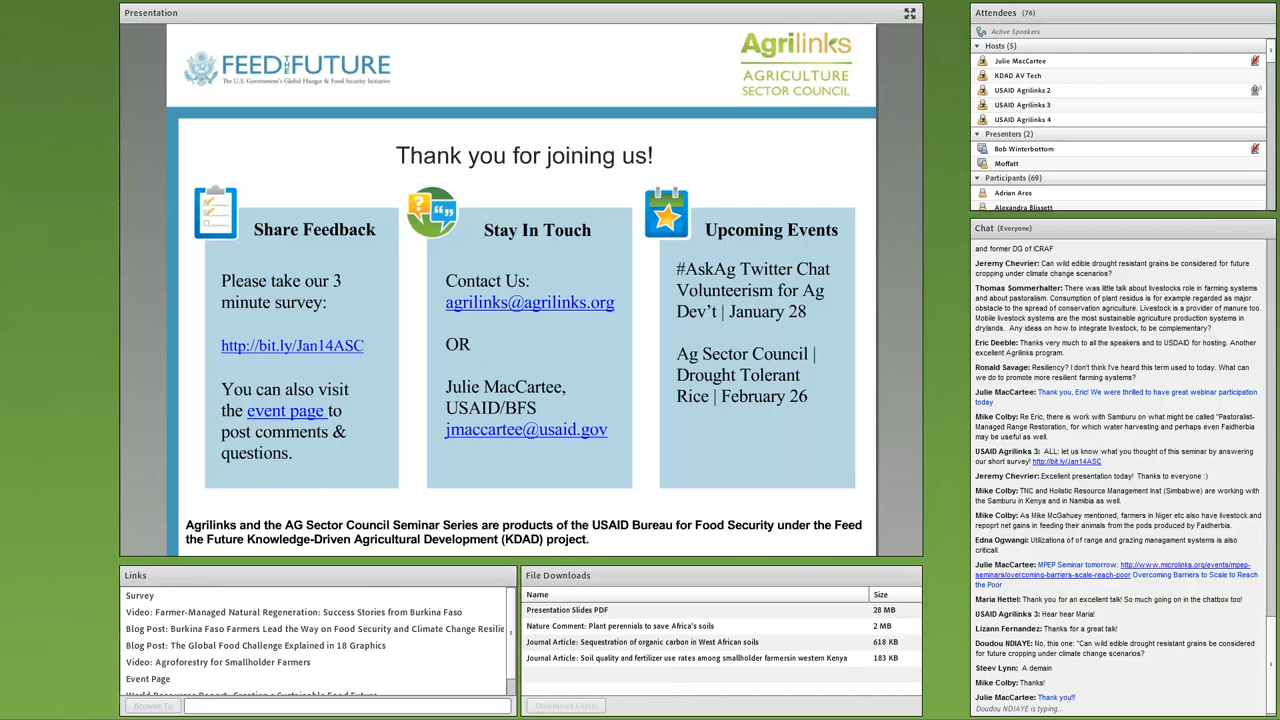 Presentation
FEED THE FUTURE
The U.S. Government's Global Hunger & Food Security Initiative
Agrilinks
AGRICULTURE
SECTOR COUNCIL
Thank you for joining us!
Share Feedback
Please take our 3
minute survey:
http://bit.ly/Jan14ASC
You can also visit
the event page to
post comments &
questions.
Stay In Touch
Contact Us:
agrilinks@agrilinks.org
OR
Julie MacCartee,
USAID/BFS
jmaccartee@usaid.gov
Upcoming Events
#AskAg Twitter Chat
Volunteerism for Ag
Dev't | January 28
Ag Sector Council |
Drought Tolerant
Rice | February 26
Agrilinks and the AG Sector Council Seminar Series are products of the USAID Bureau for Food Security under the Feed
the Future Knowledge-Driven Agricultural Development (KDAD) project.
Links
Survey
Video: Farmer-Managed Natural Regeneration: Success Stories from Burkina Faso
Blog Post: Burkina Faso Farmers Lead the Way on Food Security and Climate Change Resilie
Blog Post: The Global Food Challenge Explained in 18 Graphics
Video: Agroforestry for Smallholder Farmers
Event Page
World Resources Report: Creating a Sustainable Food Future
Browse To
File Downloads
Name
Size
Presentation Slides PDF
28 MB
Nature Comment: Plant perennials to save Africa's soils
2 MB
Journal Article: Sequestration of organic carbon in West African soils
618 KB
Journal Article: Soil quality and fertilizer use rates among smallholder farmersin western Kenya
183 KB
Download File(s)
Attendees (76)
Active Speakers
Hosts (5)
Julie MacCartee
KDAD AV Tech
USAID Agrilinks 2
USAID Agrilinks 3
USAID Agrilinks 4
Presenters (2)
Bob Winterbottom
Moffatt
Participants (69)
Adrian Ares
Alexandra Blissett
Chat (Everyone)
and former DG of ICRAF
Jeremy Chevrier: Can wild edible drought resistant grains be considered for future
cropping under climate change scenarios?
Thomas Sommerhalter: There was little talk about livestocks role in farming systems
and about pastoralism. Consumption of plant residus is for example regarded as major
obstacle to the spread of conservation agriculture. Livestock is a provider of manure too.
Mobile livestock systems are the most sustainable agriculture production systems in
drylands. Any ideas on how to integrate livestock, to be complementary?
Eric Deeble: Thanks very much to all the speakers and to USDAID for hosting. Another
excellent Agrilinks program.
Ronald Savage: Resiliency? I don't think I've heard this term used to today. What can
we do to promote more resilient farming systems?
Julie MacCartee: Thank you, Eric! We were thrilled to have great webinar participation
today
Mike Colby: Re Eric, there is work with Samburu on what might be called "Pastoralist-
Managed Range Restoration, for which water harvesting and perhaps even Faidherbia
may be useful as well.
USAID Agrilinks 3: ALL: let us know what you thought of this seminar by answering
our short survey! http://bit.ly/Jan14ASC
Jeremy Chevrier: Excellent presentation today! Thanks to everyone :)
Mike Colby: TNC and Holistic Resource Management Inst (Zimbabwe) are working with
the Samburu in Kenya and in Namibia as well.
Mike Colby: As Mike McGahuey mentioned, farmers in Niger etc also have livestock and
repoprt net gains in feeding their animals from the pods produced by Faidherbia.
Edna Ogwangi: Utilizationa of of range and grazing managament systems is also
critical.
Julie MacCartee: MPEP Seminar tomorrow: http://www.microlinks.org/events/mpep-
seminars/overcoming-barriers-scale-reach-poor Overcoming Barriers to Scale to Reach
the Poor
Maria Hettel: Thank you for an excellent talk! So much going on in the chatbox too!
USAID Agrilinks 3: Hear hear Maria!
Lizann Fernandez: Thanks for a great talk!
Doudou NDIAYE: No, this one: "Can wild edible drought resistant grains be considered for
future cropping under climate change scenarios?
Steev Lynn: A demain
Mike Colby: Thanks!
Julie MacCartee: Thank you!!
Doudou NDIAYE is typing...